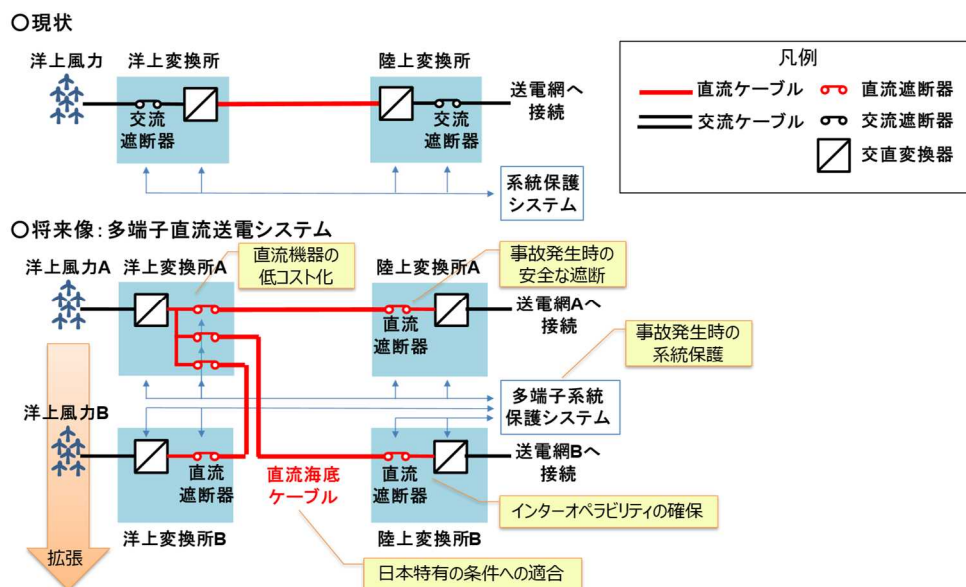 〇現状
洋上風力
洋上変換所
陸上変換所
交流
遮断器
交流
遮断器
送電網へ
接続
系統保護
システム
凡例
直流ケーブル
直流遮断器
交流ケーブル
交流遮断器
交直変換器
〇将来像：多端子直流送電システム
洋上風力A
洋上変換所A
直流機器の
低コスト化
陸上変換所A
事故発生時の
安全な遮断
直流
遮断器
送電網Aへ
接続
事故発生時の
系統保護
多端子系統
保護システム
洋上風力B
直流
遮断器
洋上変換所B
直流海底
ケーブル
直流
遮断器
陸上変換所B
送電網Bへ
接続
インターオペラビリティの確保
日本特有の条件への適合
拡張